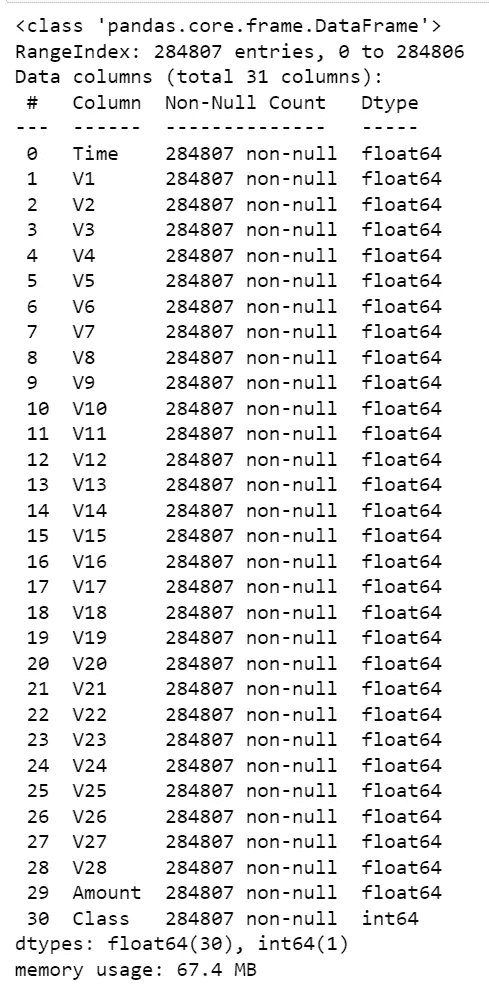 <class 'pandas.core.frame.DataFrame'>
RangeIndex: 284807 entries, 0 to 284806
Data columns (total 31 columns):
 #   Column  Non-Null Count   Dtype
---  ------  --------------   -----
 0   Time    284807 non-null  float64
 1   V1      284807 non-null  float64
 2   V2      284807 non-null  float64
 3   V3      284807 non-null  float64
 4   V4      284807 non-null  float64
 5   V5      284807 non-null  float64
 6   V6      284807 non-null  float64
 7   V7      284807 non-null  float64
 8   V8      284807 non-null  float64
 9   V9      284807 non-null  float64
 10  V10     284807 non-null  float64
 11  V11     284807 non-null  float64
 12  V12     284807 non-null  float64
 13  V13     284807 non-null  float64
 14  V14     284807 non-null  float64
 15  V15     284807 non-null  float64
 16  V16     284807 non-null  float64
 17  V17     284807 non-null  float64
 18  V18     284807 non-null  float64
 19  V19     284807 non-null  float64
 20  V20     284807 non-null  float64
 21  V21     284807 non-null  float64
 22  V22     284807 non-null  float64
 23  V23     284807 non-null  float64
 24  V24     284807 non-null  float64
 25  V25     284807 non-null  float64
 26  V26     284807 non-null  float64
 27  V27     284807 non-null  float64
 28  V28     284807 non-null  float64
 29  Amount  284807 non-null  float64
 30  Class   284807 non-null  int64
dtypes: float64(30), int64(1)
memory usage: 67.4 MB